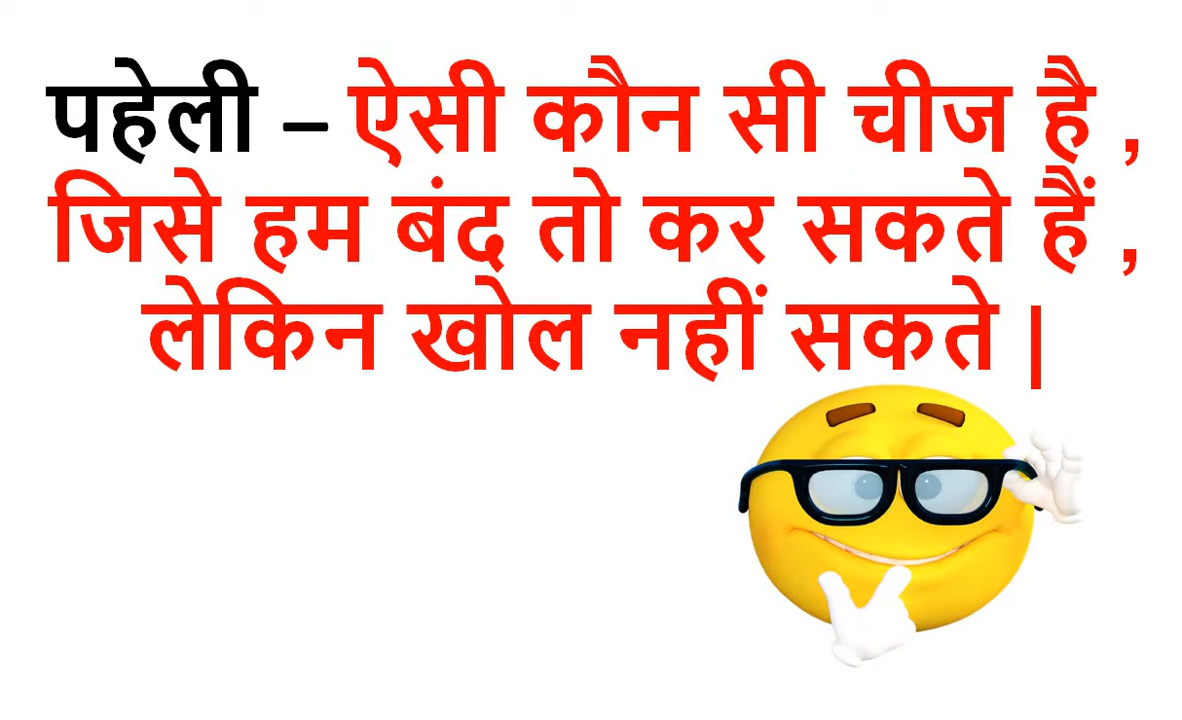 पहेली – ऐसी कौन सी चीज है ,
जिसे हम बंद तो कर सकते हैं ,
लेकिन खोल नहीं सकते |